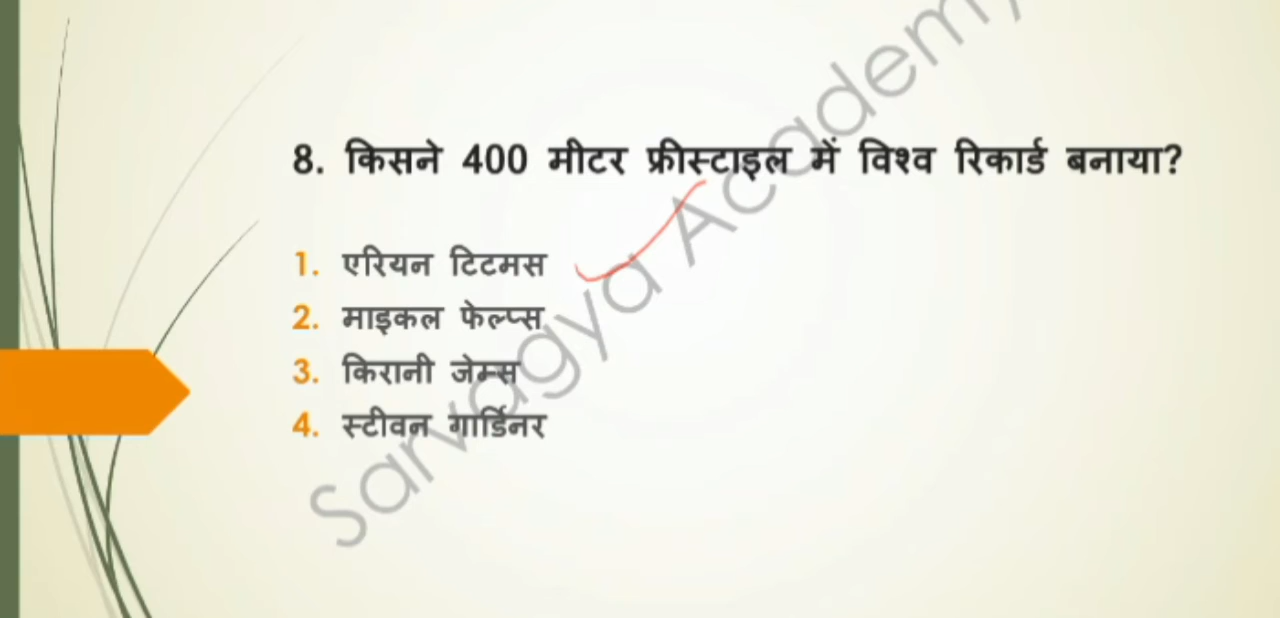 8. किसने 400 मीटर फ्रीस्टाइल में विश्व रिकार्ड बनाया?
1. एरियन टिटमस
2. माइकल फेल्प्स
3. किरानी जेम्स
4. स्टीवन गार्डिनर
Sarvagya Academy